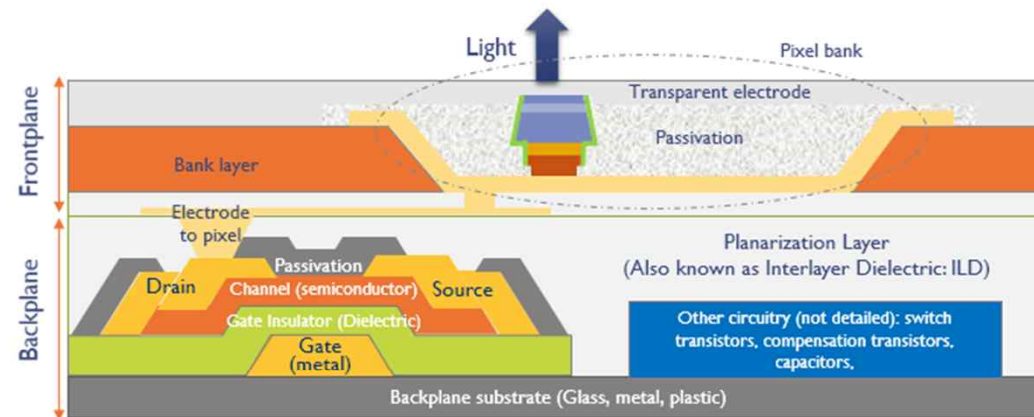 Light
Pixel bank
Frontplane
Transparent electrode
Passivation
Bank layer
Backplane
Electrode
to pixel
Planarization Layer
(Also known as Interlayer Dielectric: ILD)
Passivation
Drain
Channel (semiconductor)
Source
Gate Insulator (Dielectric)
Gate
(metal)
Other circuitry (not detailed): switch
transistors, compensation transistors,
capacitors,
Backplane substrate (Glass, metal, plastic)